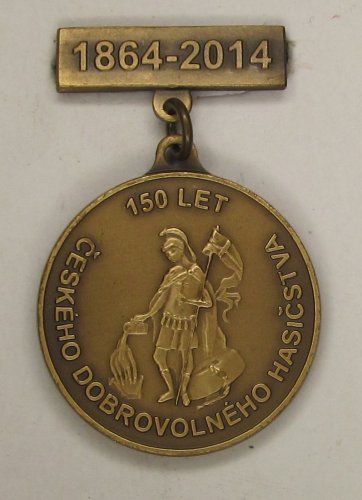 1864-2014
150 LET
ČESKÉHO DOBROVOLNÉHO HASIČSTVA